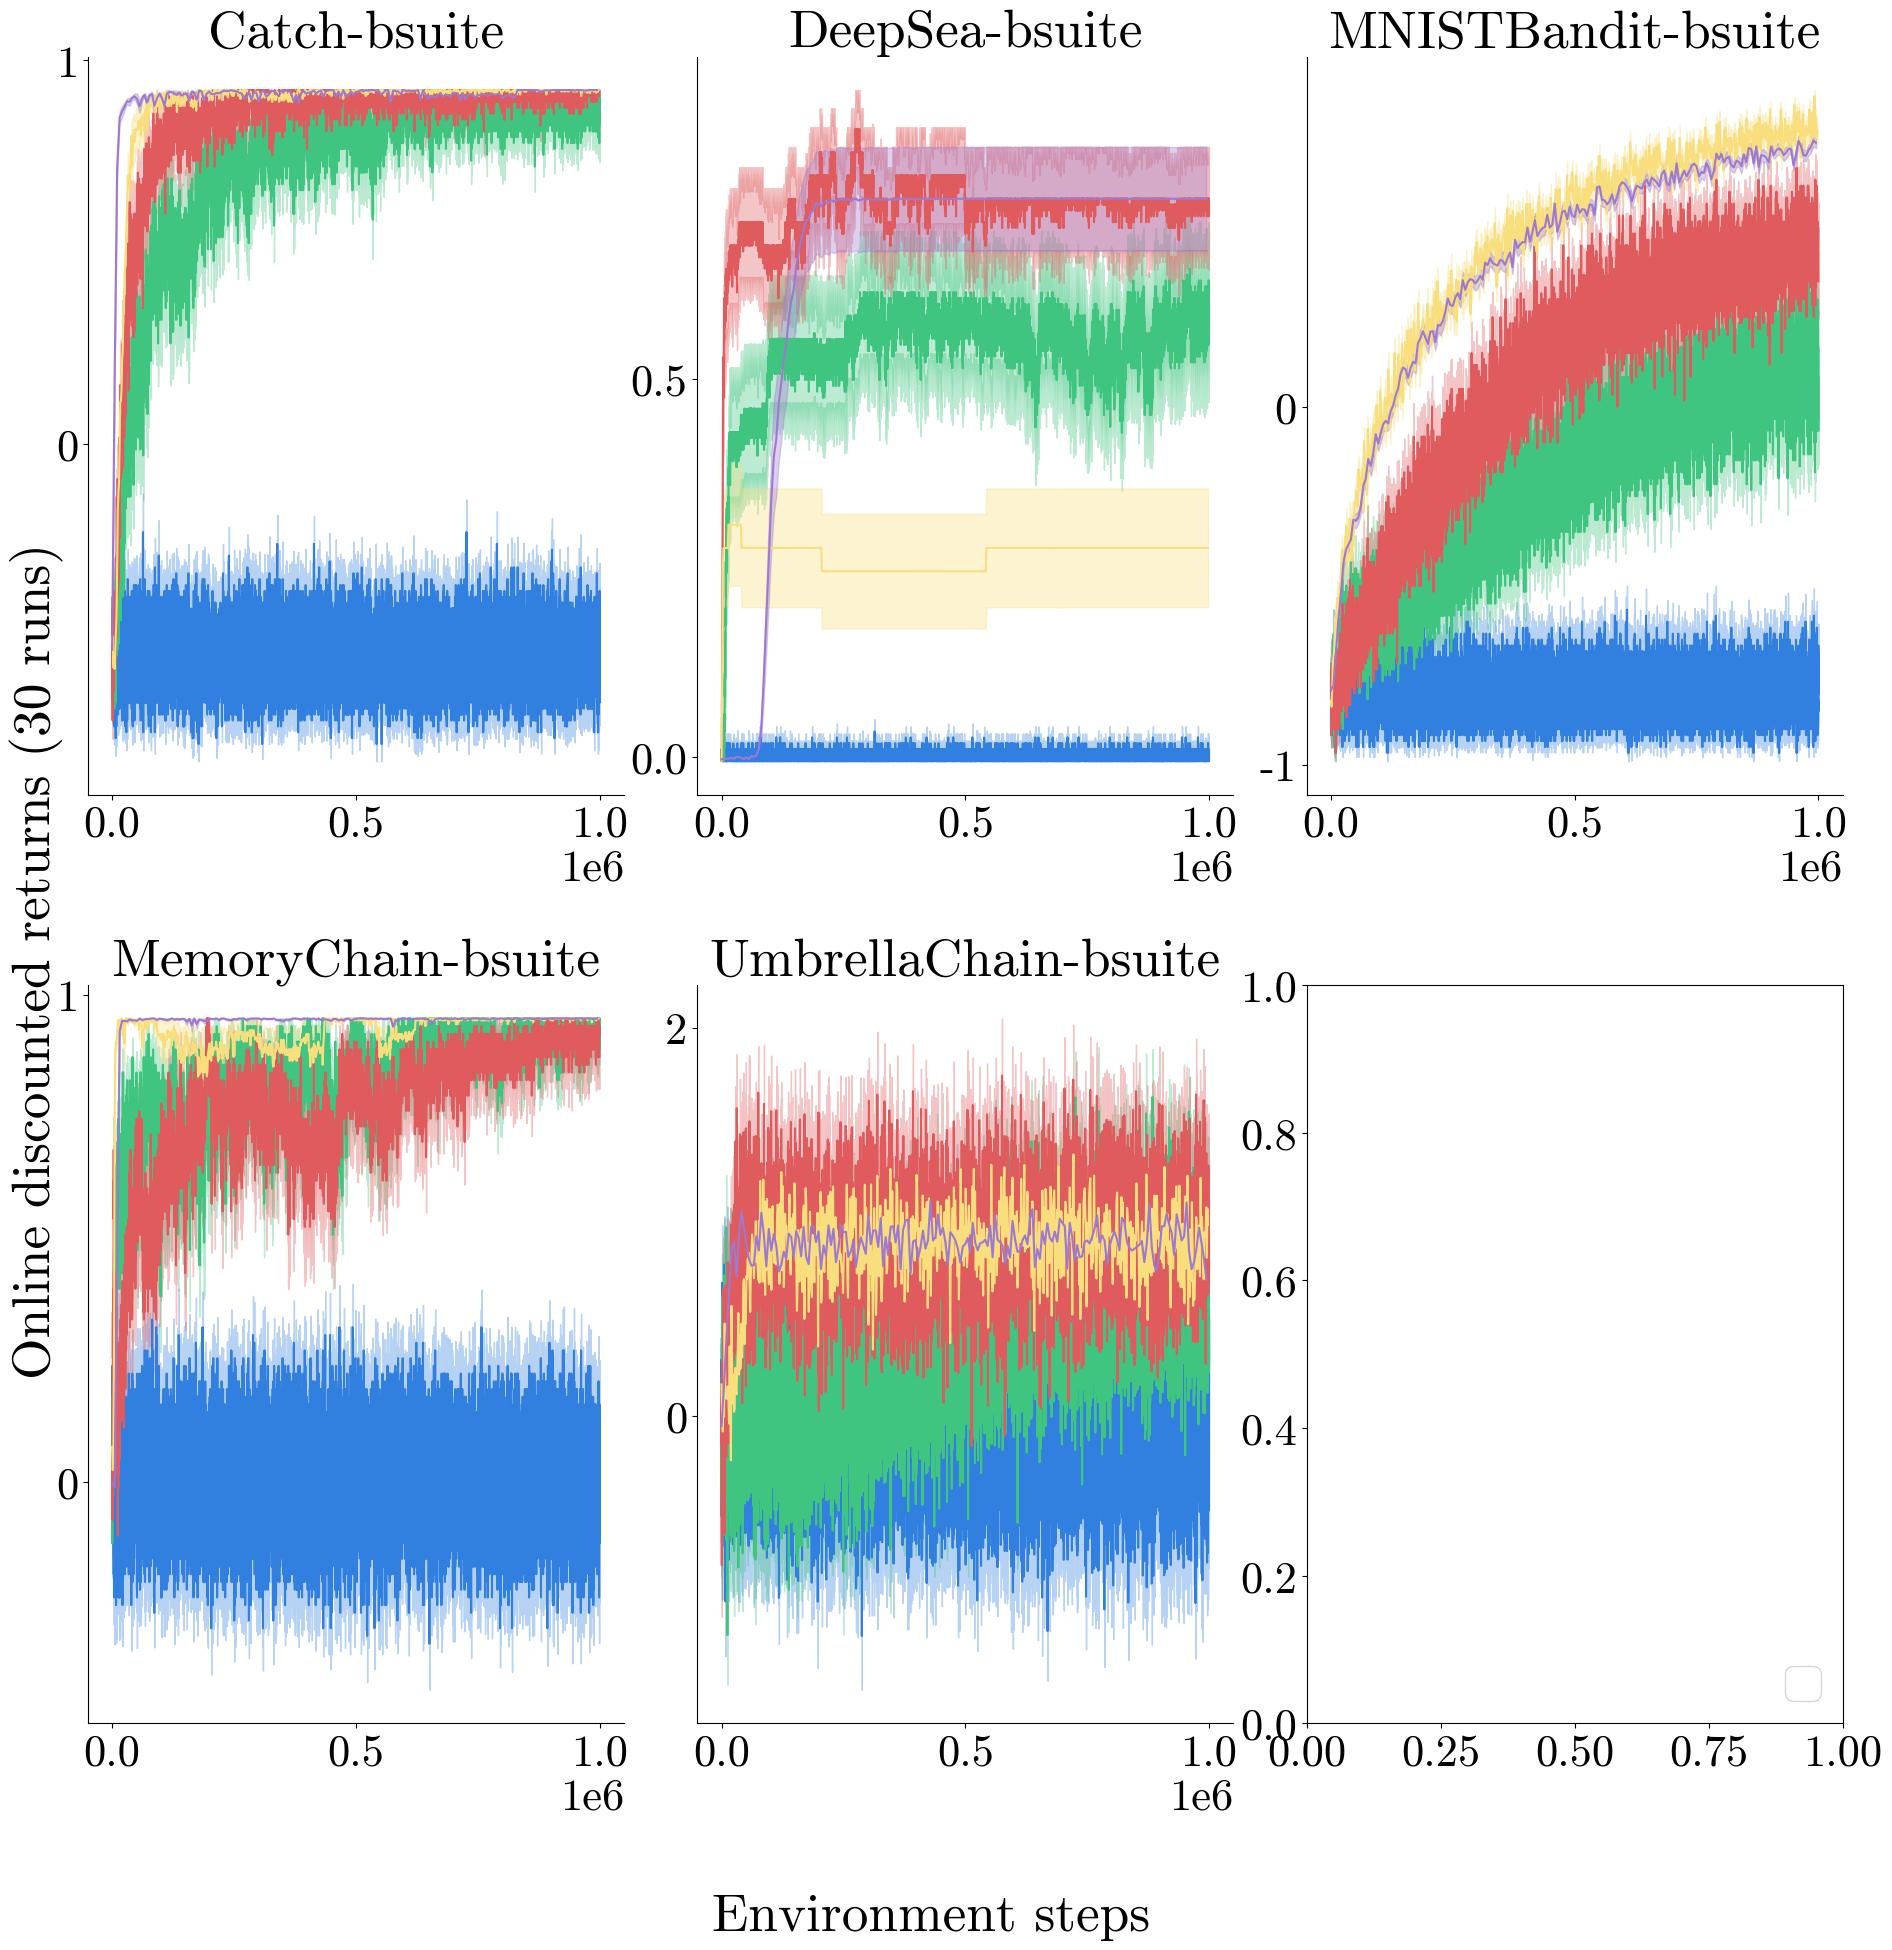 Catch-bsuite
DeepSea-bsuite
MNISTBandit-bsuite
1
0
0.5
0.0
0
-1
0.0 0.5 1.0
1e6
0.0 0.5 1.0
1e6
0.0 0.5 1.0
1e6
Online discounted returns (30 runs)
MemoryChain-bsuite
UmbrellaChain-bsuite
1
0
2
0
1.0
0.8
0.6
0.4
0.2
0.0
0.0 0.5 1.0
1e6
0.0 0.5 1.0
1e6
0.00 0.25 0.50 0.75 1.00
Environment steps